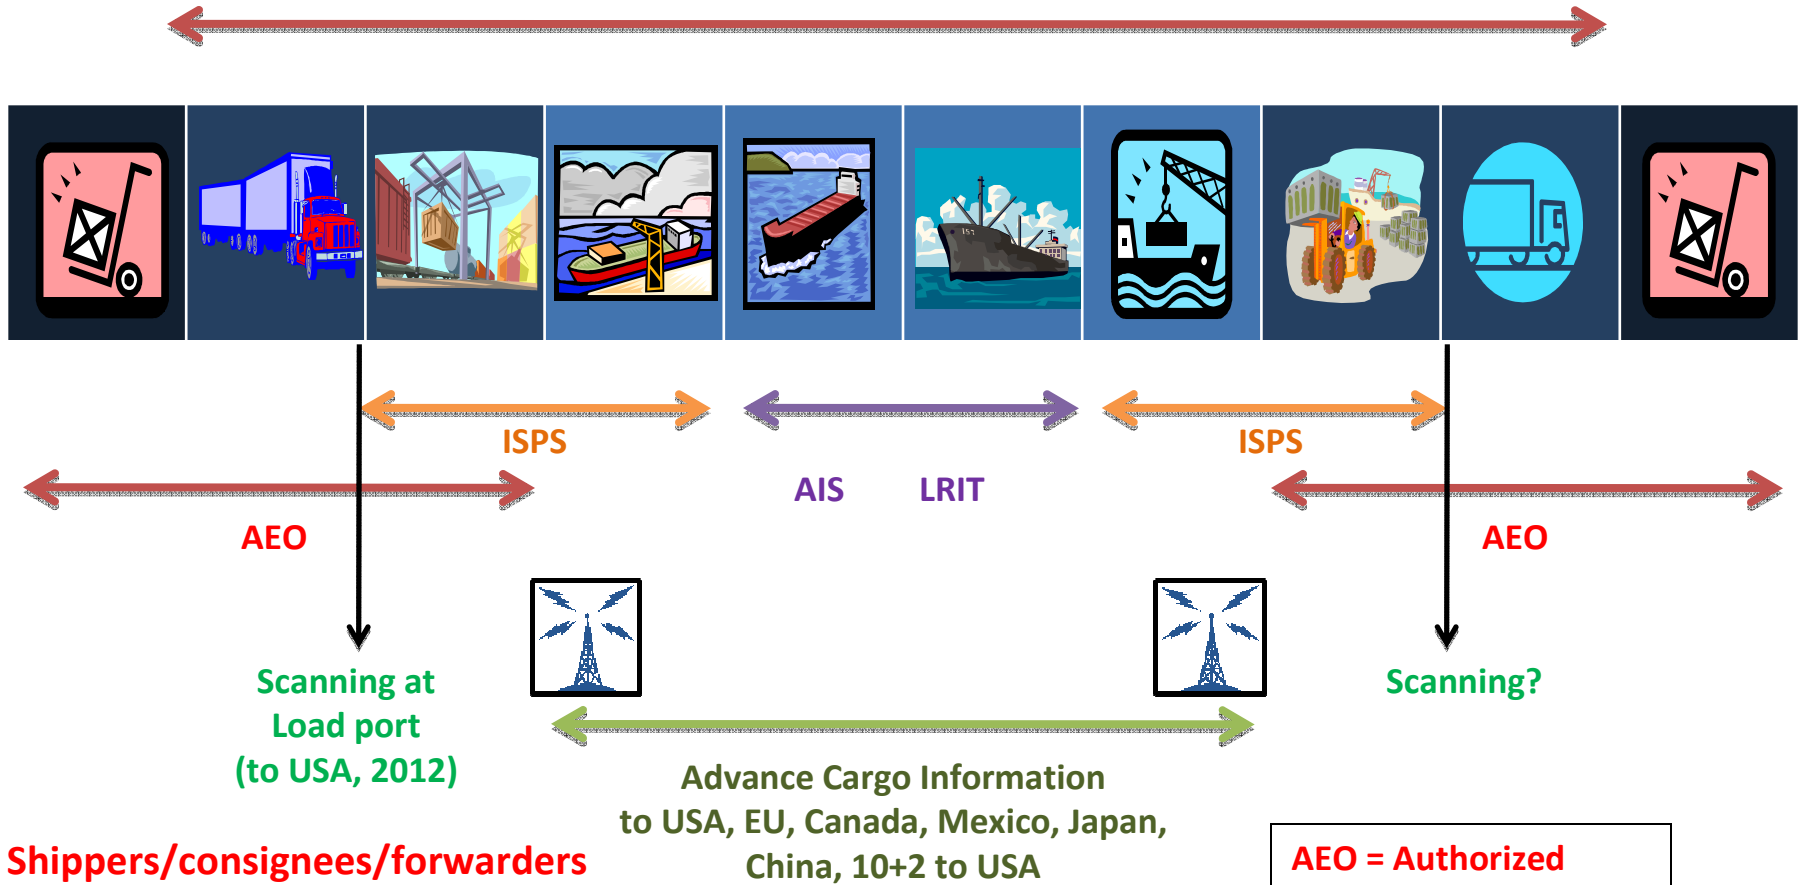 ISPS
ISPS
AIS LRIT
AEO
AEO
Scanning at
Load port
(to USA, 2012)
Scanning?
Advance Cargo Information
to USA, EU, Canada, Mexico, Japan,
China, 10+2 to USA
Shippers/consignees/forwarders
AEO = Authorized